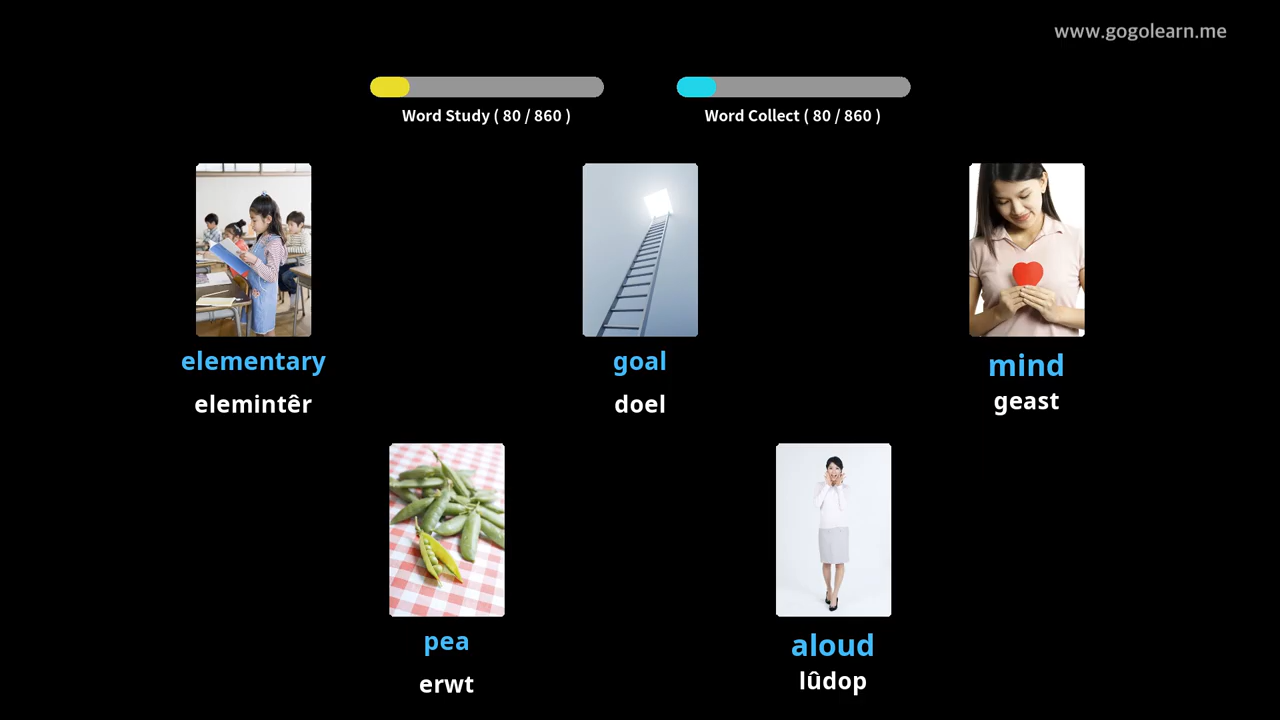 www.gogolearn.me
Word Study ( 80 / 860 )
Word Collect ( 80 / 860 )
elementary
elemintêr
goal
doel
mind
geast
pea
erwt
aloud
lûdop